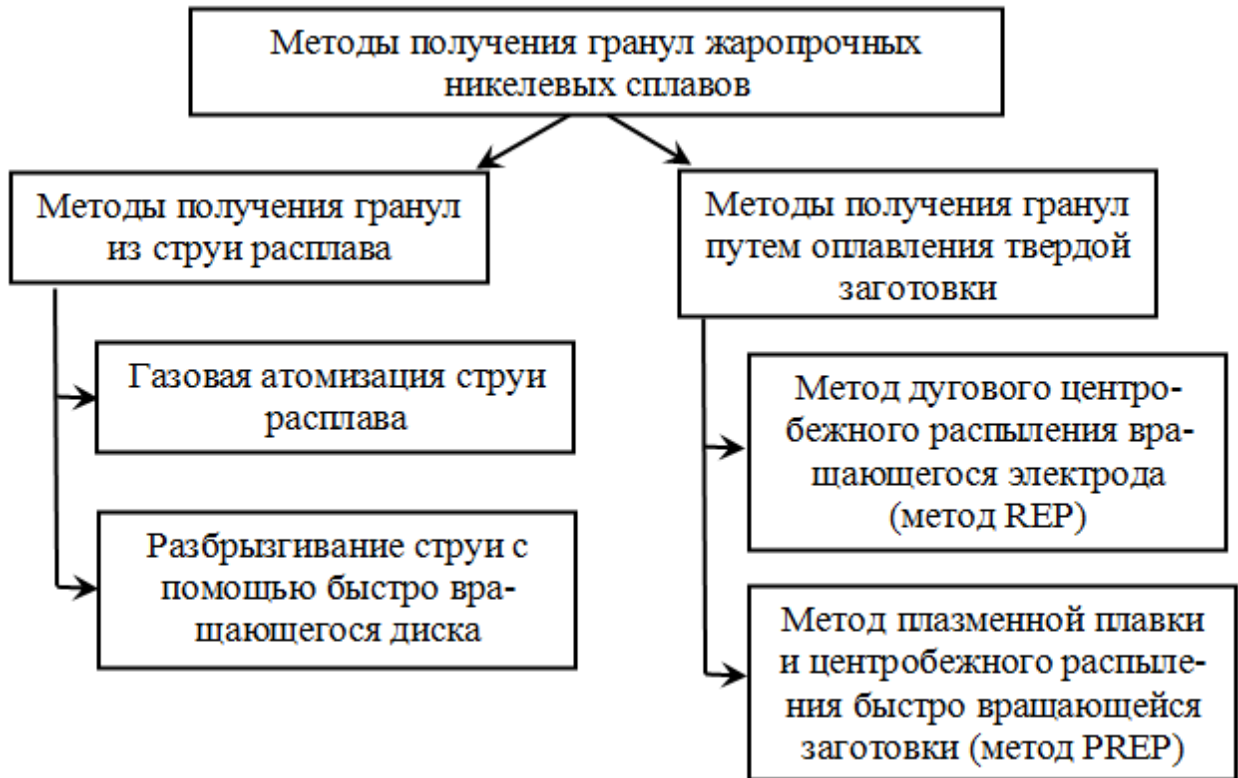 Методы получения гранул жаропрочных
никелевых сплавов
Методы получения гранул
из струи расплава
Методы получения гранул
путем оплавления твердой
заготовки
Газовая атомизация струи
расплава
Разбрызгивание струи с
помощью быстро вра-
щающегося диска
Метод дугового центро-
бежного распыления вра-
щающегося электрода
(метод REP)
Метод плазменной плавки
и центробежного распыле-
ния быстро вращающейся
заготовки (метод PREP)